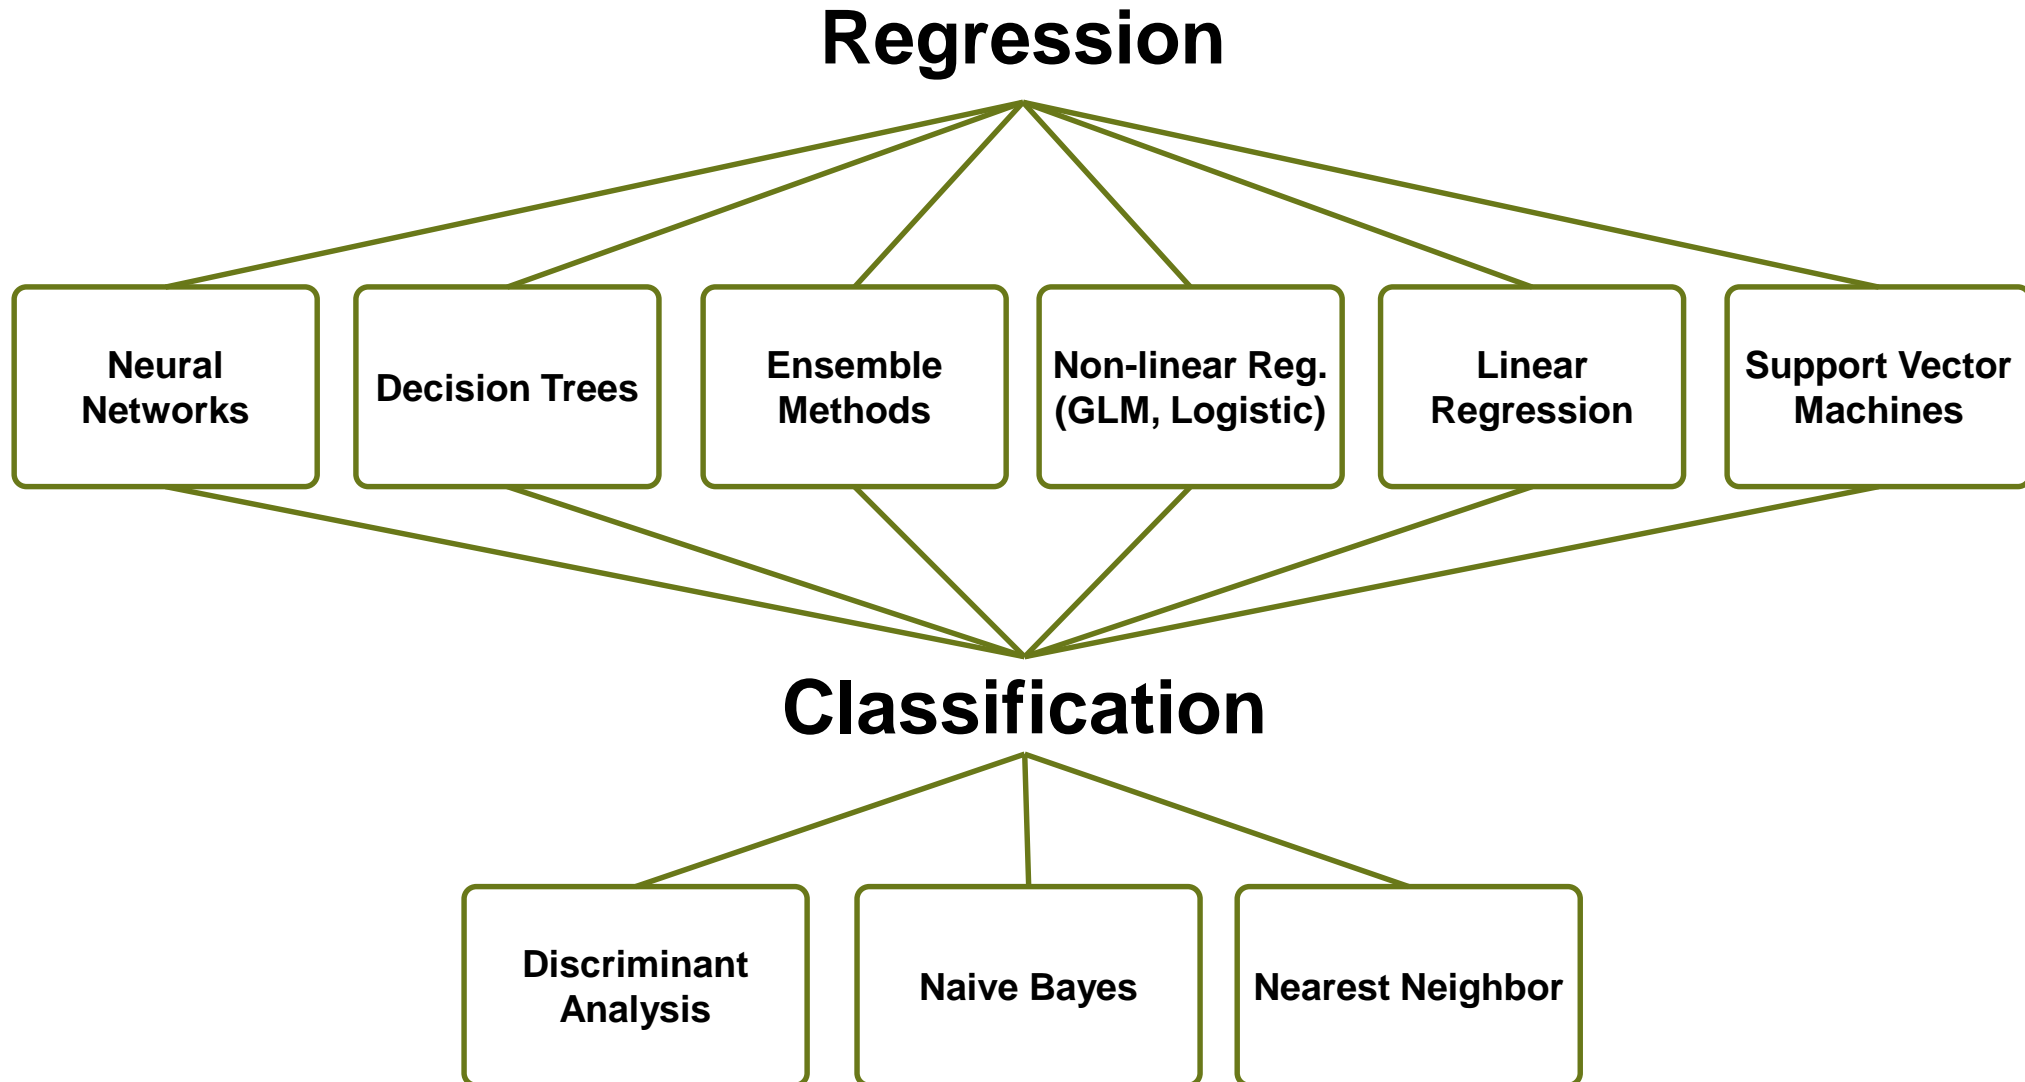 Regression
Neural
Networks
Decision Trees
Ensemble
Methods
Non-linear Reg.
(GLM, Logistic)
Linear
Regression
Support Vector
Machines
Classification
Discriminant
Analysis
Naive Bayes
Nearest Neighbor